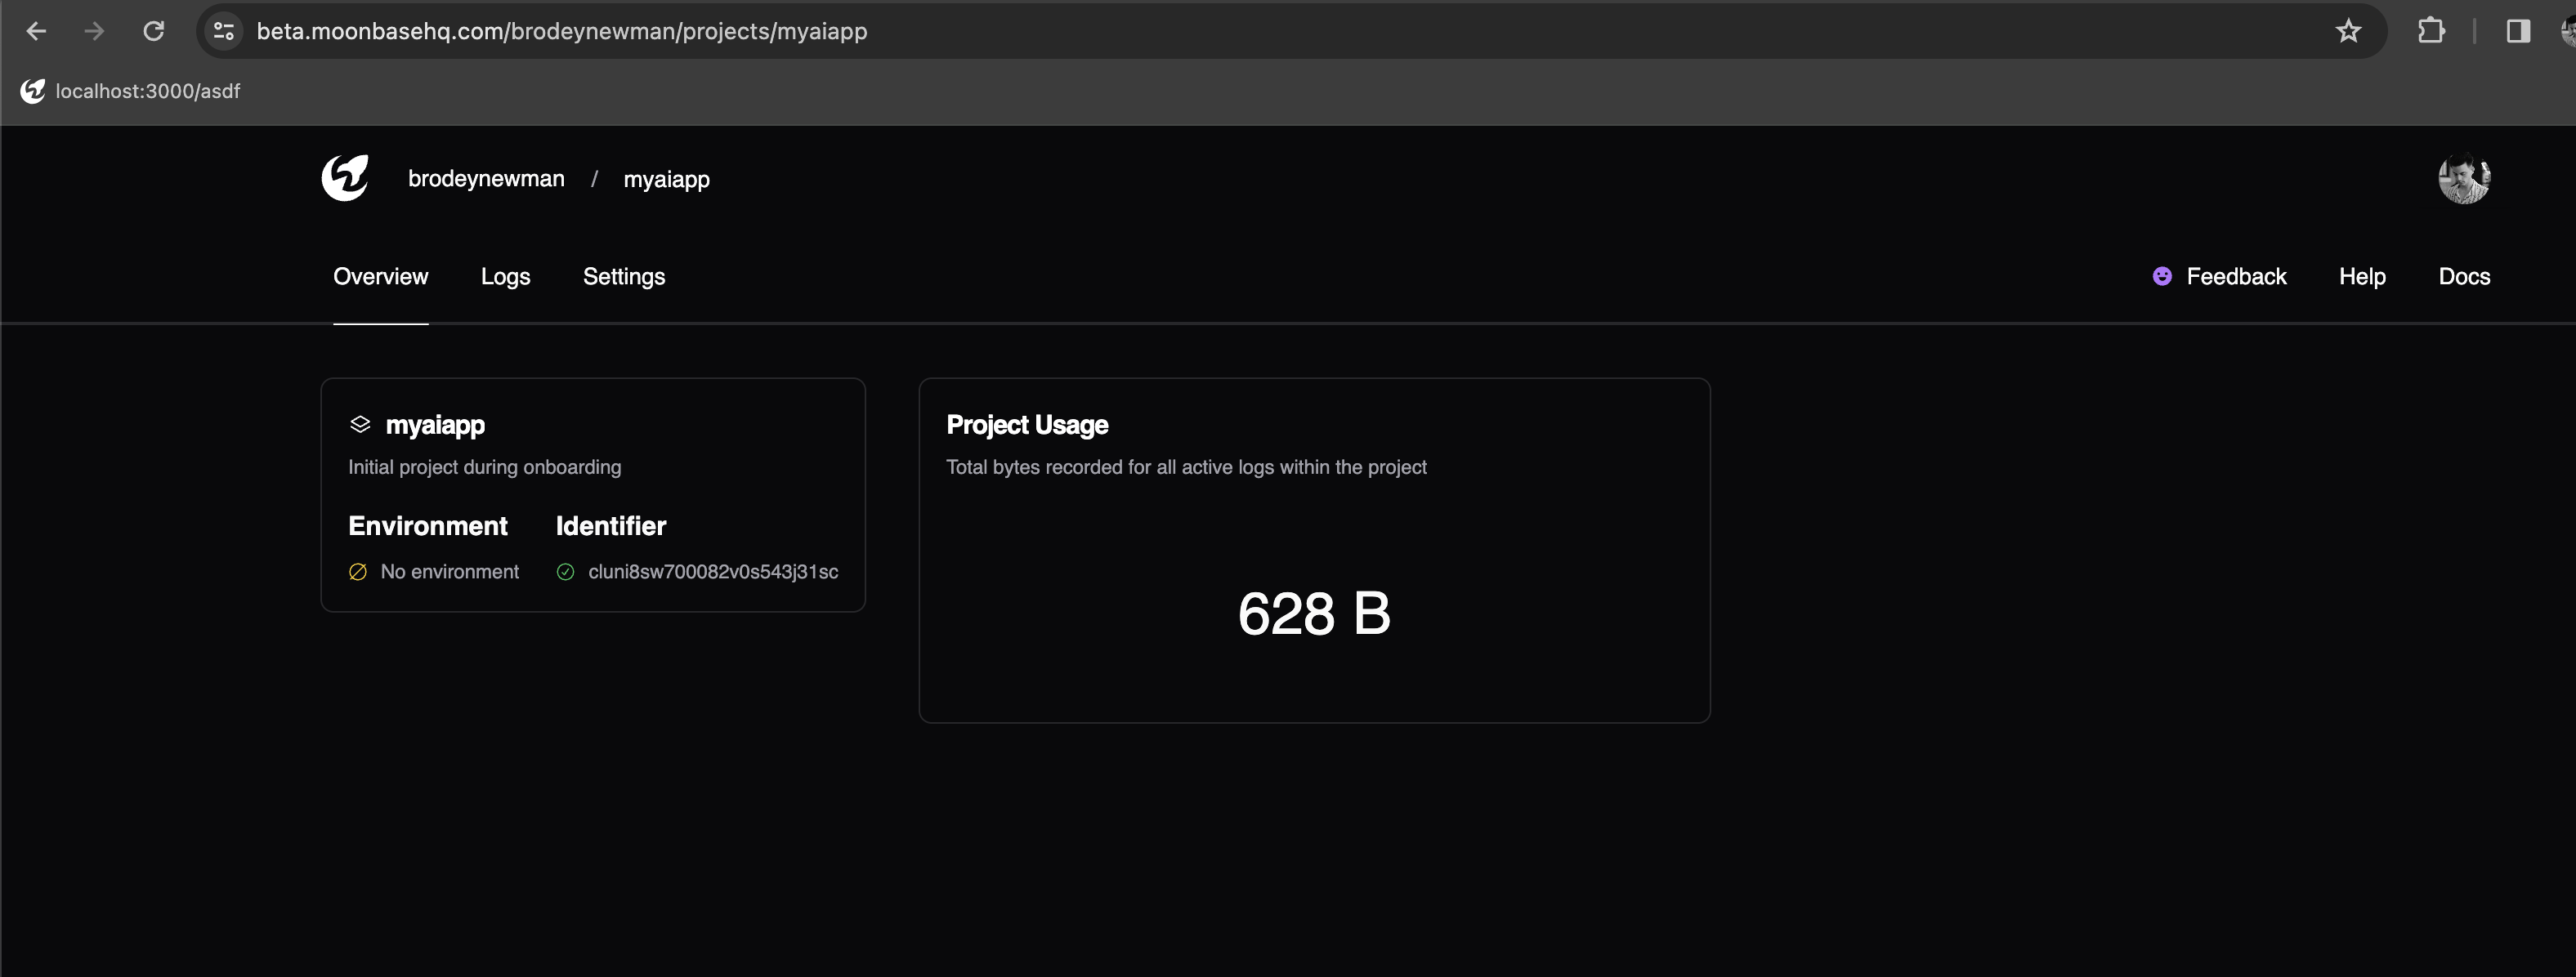 beta.moonbasehq.com/brodeynewman/projects/myaiapp
localhost:3000/asdf
brodeynewman / myaiapp
Overview Logs Settings Feedback Help Docs
myaiapp
Initial project during onboarding
Environment Identifier
No environment cluni8sw700082v0s543j31sc
Project Usage
Total bytes recorded for all active logs within the project
628 B